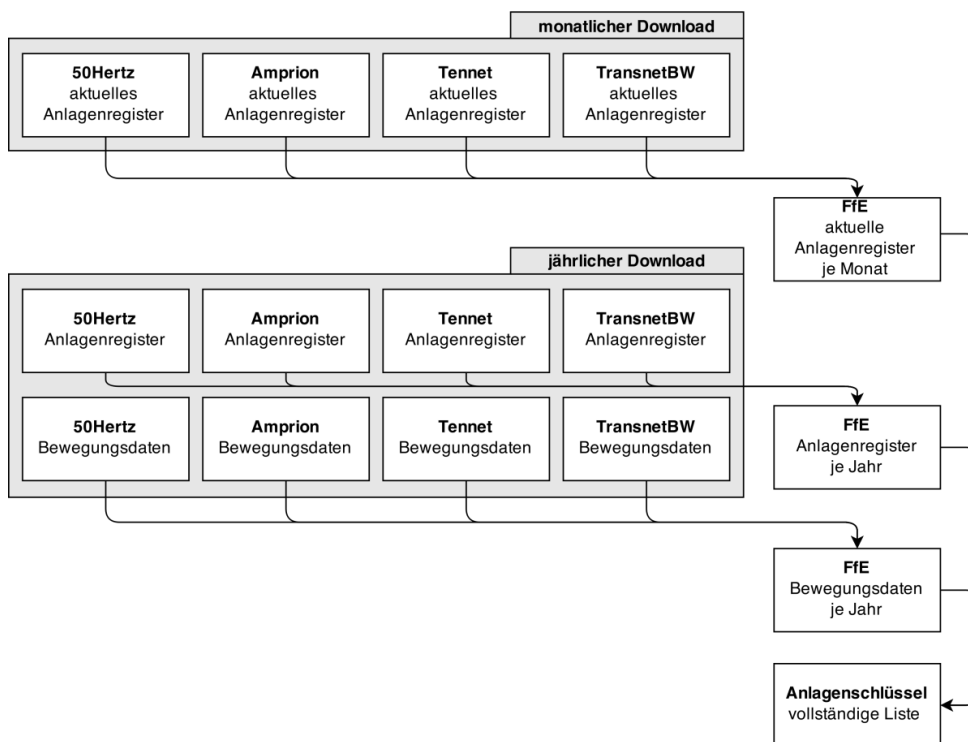 monatlicher Download
50Hertz
aktuelles
Anlagenregister
Amprion
aktuelles
Anlagenregister
Tennet
aktuelles
Anlagenregister
TransnetBW
aktuelles
Anlagenregister
FfE
aktuelle
Anlagenregister
je Monat
jährlicher Download
50Hertz
Anlagenregister
Amprion
Anlagenregister
Tennet
Anlagenregister
TransnetBW
Anlagenregister
50Hertz
Bewegungsdaten
Amprion
Bewegungsdaten
Tennet
Bewegungsdaten
TransnetBW
Bewegungsdaten
FfE
Anlagenregister
je Jahr
FfE
Bewegungsdaten
je Jahr
Anlagenschlüssel
vollständige Liste